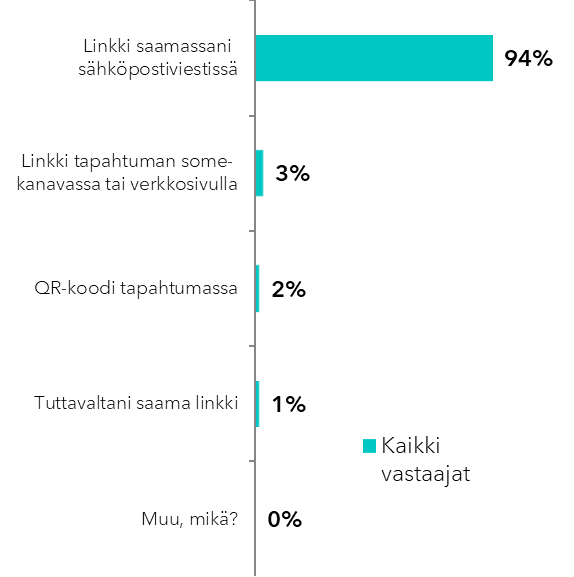 Linkki saamassani
sähköpostiviestissä
94%
Linkki tapahtuman some-
kanavassa tai verkkosivulla
3%
QR-koodi tapahtumassa
2%
Tuttavaltani saama linkki
1%
Kaikki
vastaajat
Muu, mikä?
0%